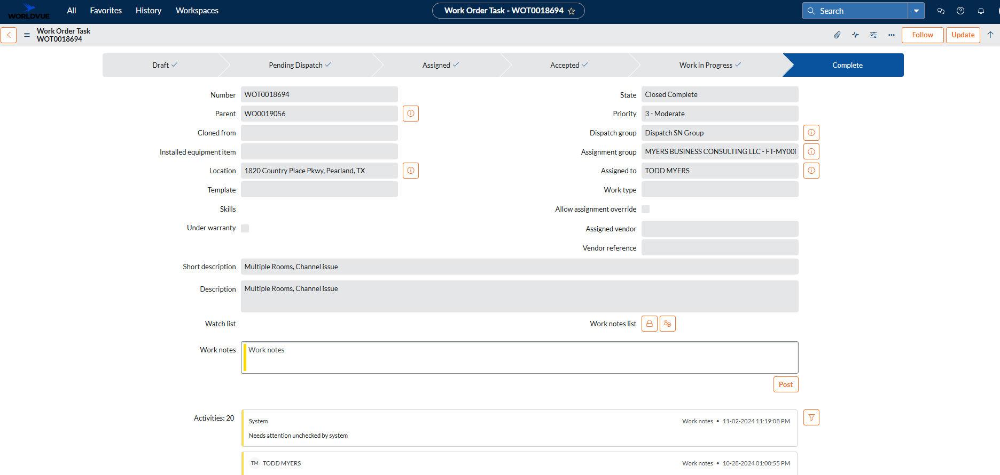 WORLDVUE
All Favorites History Workspaces
Work Order Task - WOT0018694
Search
Work Order Task
WOT0018694
Follow
Update
Draft
Pending Dispatch
Assigned
Accepted
Work in Progress
Complete
Number WOT0018694
State Closed Complete
Parent WO0019056
Priority 3 - Moderate
Cloned from
Dispatch group Dispatch SN Group
Installed equipment item
Assignment group MYERS BUSINESS CONSULTING LLC - FT-MY000
Location 1820 Country Place Pkwy, Pearland, TX
Assigned to TODD MYERS
Template
Work type
Skills
Allow assignment override
Under warranty
Assigned vendor
Vendor reference
Short description Multiple Rooms, Channel issue
Description Multiple Rooms, Channel issue
Watch list
Work notes list
Work notes Work notes
Post
Activities: 20
System Work notes • 11-02-2024 11:19:08 PM
Needs attention unchecked by system
TM TODD MYERS Work notes • 10-28-2024 01:00:55 PM